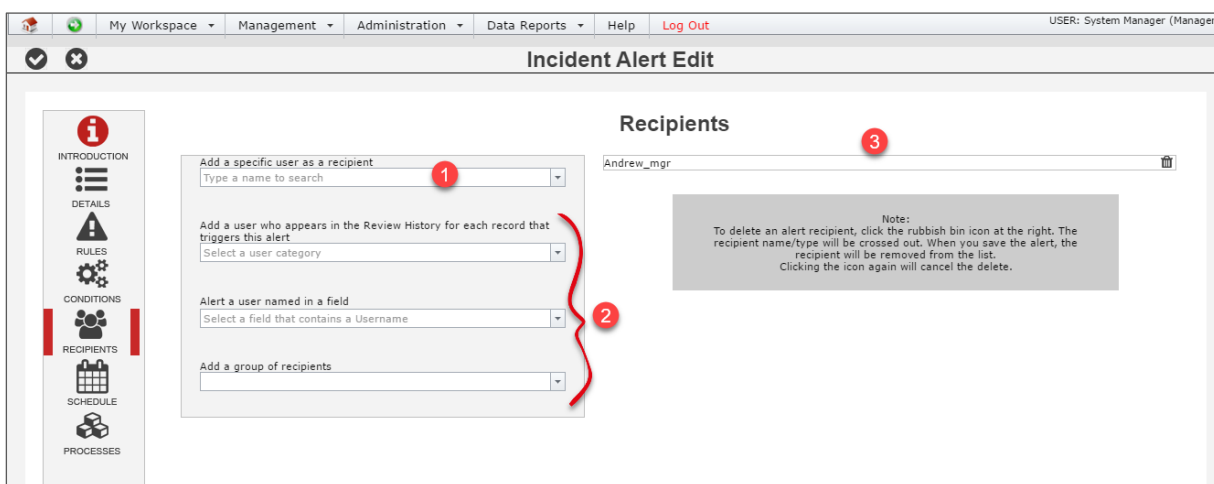 My Workspace Management Administration Data Reports Help Log Out
USER: System Manager (Manager
Incident Alert Edit
INTRODUCTION
DETAILS
RULES
CONDITIONS
RECIPIENTS
SCHEDULE
PROCESSES
Recipients
Add a specific user as a recipient
Type a name to search
1
Add a user who appears in the Review History for each record that
triggers this alert
Select a user category
Alert a user named in a field
Select a field that contains a Username
2
Add a group of recipients
3
Andrew_mgr
Note:
To delete an alert recipient, click the rubbish bin icon at the right. The
recipient name/type will be crossed out. When you save the alert, the
recipient will be removed from the list.
Clicking the icon again will cancel the delete.